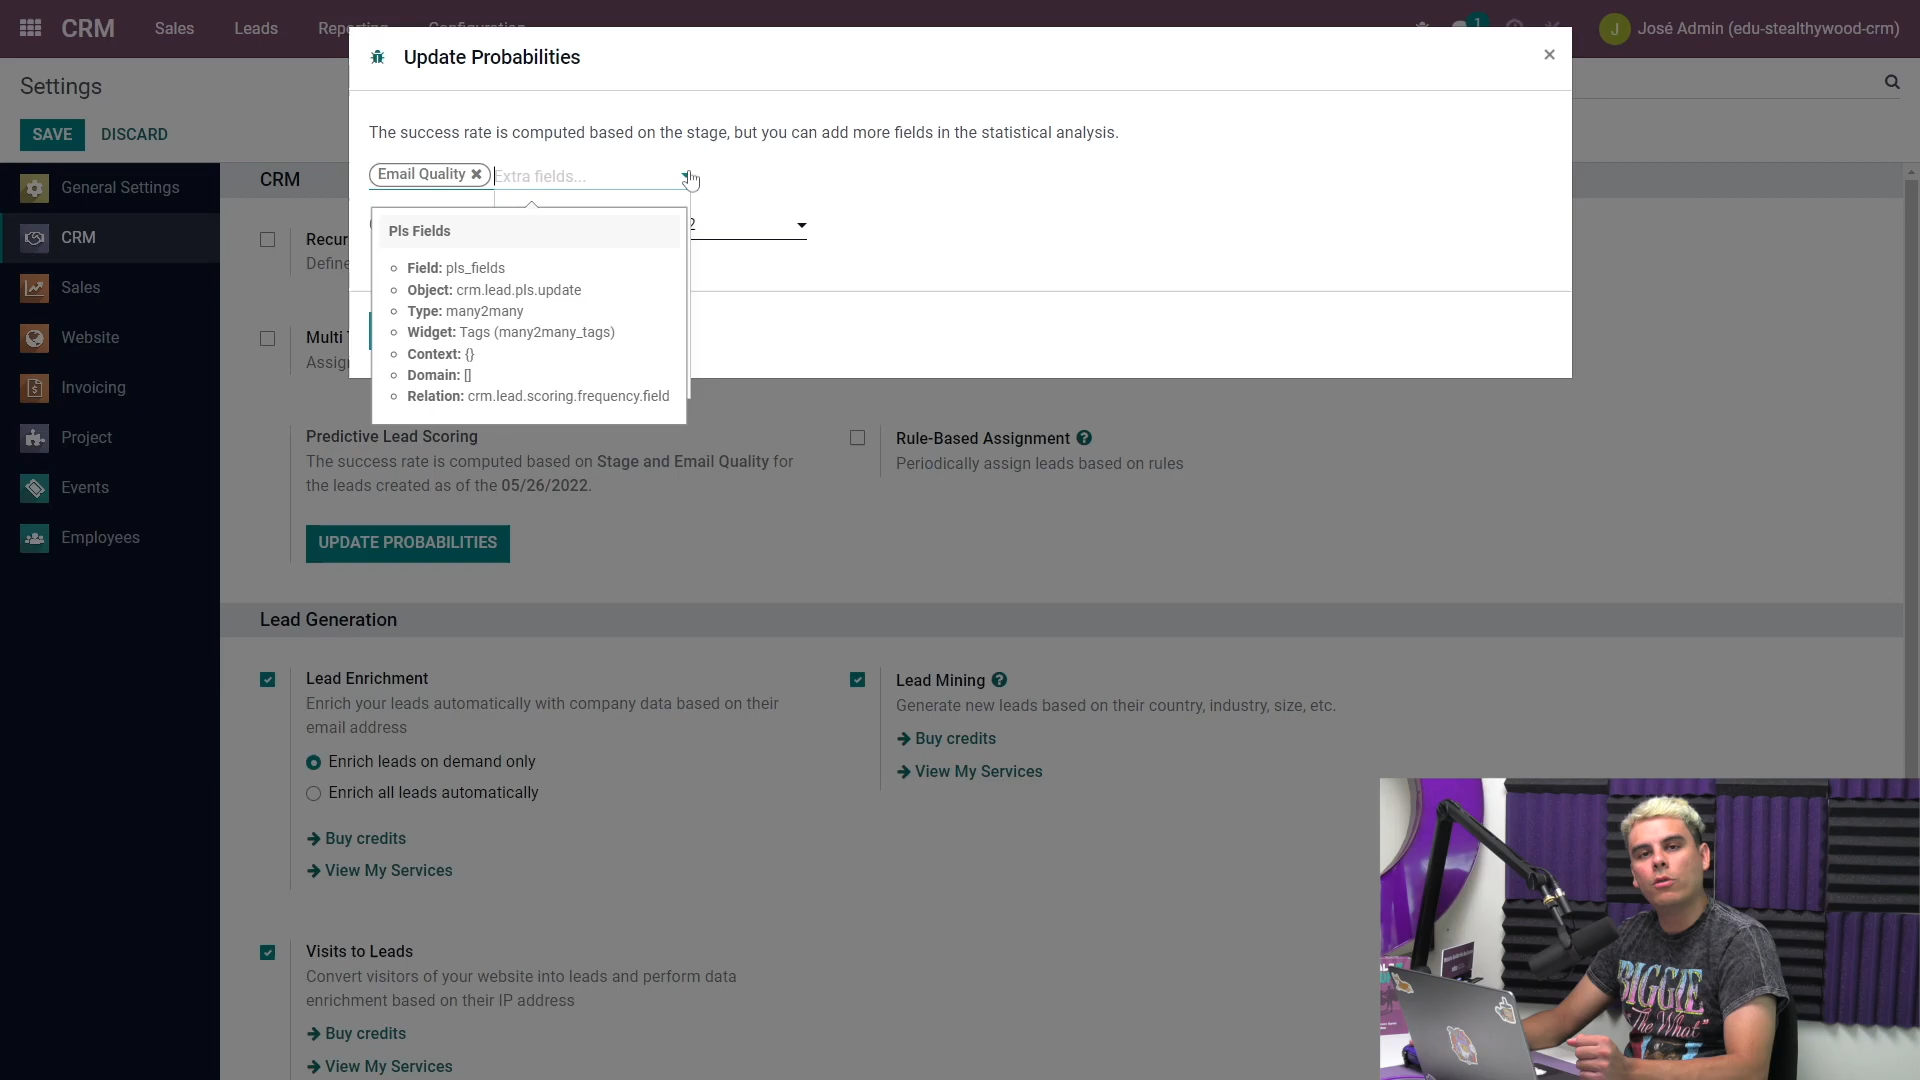 CRM
Sales
Leads
Reporting
Configuration
1
José Admin (edu-stealthywood-crm)
Settings
SAVE
DISCARD
Update Probabilities
×
The success rate is computed based on the stage, but you can add more fields in the statistical analysis.
Email Quality
Extra fields...
2
Pls Fields
Field: pls_fields
Object: crm.lead.pls.update
Type: many2many
Widget: Tags (many2many_tags)
Context: {}
Domain: []
Relation: crm.lead.scoring.frequency.field
General Settings
CRM
Sales
Website
Invoicing
Project
Events
Employees
CRM
Recur
Define
Multi T
Assign
Predictive Lead Scoring
The success rate is computed based on Stage and Email Quality for
the leads created as of the 05/26/2022.
UPDATE PROBABILITIES
Rule-Based Assignment ?
Periodically assign leads based on rules
Lead Generation
Lead Enrichment
Enrich your leads automatically with company data based on their
email address
Enrich leads on demand only
Enrich all leads automatically
Buy credits
View My Services
Lead Mining ?
Generate new leads based on their country, industry, size, etc.
Buy credits
View My Services
Visits to Leads
Convert visitors of your website into leads and perform data
enrichment based on their IP address
Buy credits
View My Services
BIGGIE
"The What"